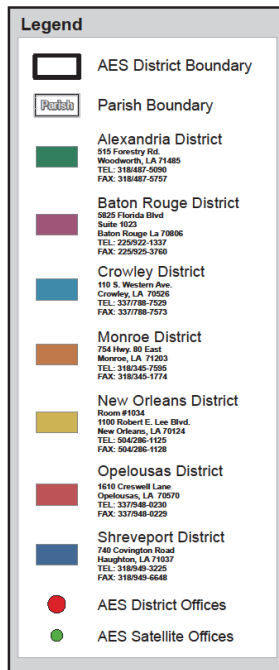 Legend
AES District Boundary
Parish
Parish Boundary
Alexandria District
515 Forestry Rd.
Woodworth, LA 71485
TEL: 318/487-5090
FAX: 318/487-5757
Baton Rouge District
5825 Florida Blvd
Suite 1023
Baton Rouge La 70806
TEL: 225/922-1337
FAX: 225/925-3760
Crowley District
110 S. Western Ave.
Crowley, LA 70526
TEL: 337/788-7529
FAX: 337/788-7573
Monroe District
754 Hwy. 80 East
Monroe, LA 71203
TEL: 318/345-7595
FAX: 318/345-1774
New Orleans District
Room #1034
1100 Robert E. Lee Blvd.
New Orleans, LA 70124
TEL: 504/286-1125
FAX: 504/286-1128
Opelousas District
1610 Creswell Lane
Opelousas, LA 70570
TEL: 337/948-0230
FAX: 337/948-0229
Shreveport District
740 Covington Road
Haughton, LA 71037
TEL: 318/949-3225
FAX: 318/949-6648
AES District Offices
AES Satellite Offices